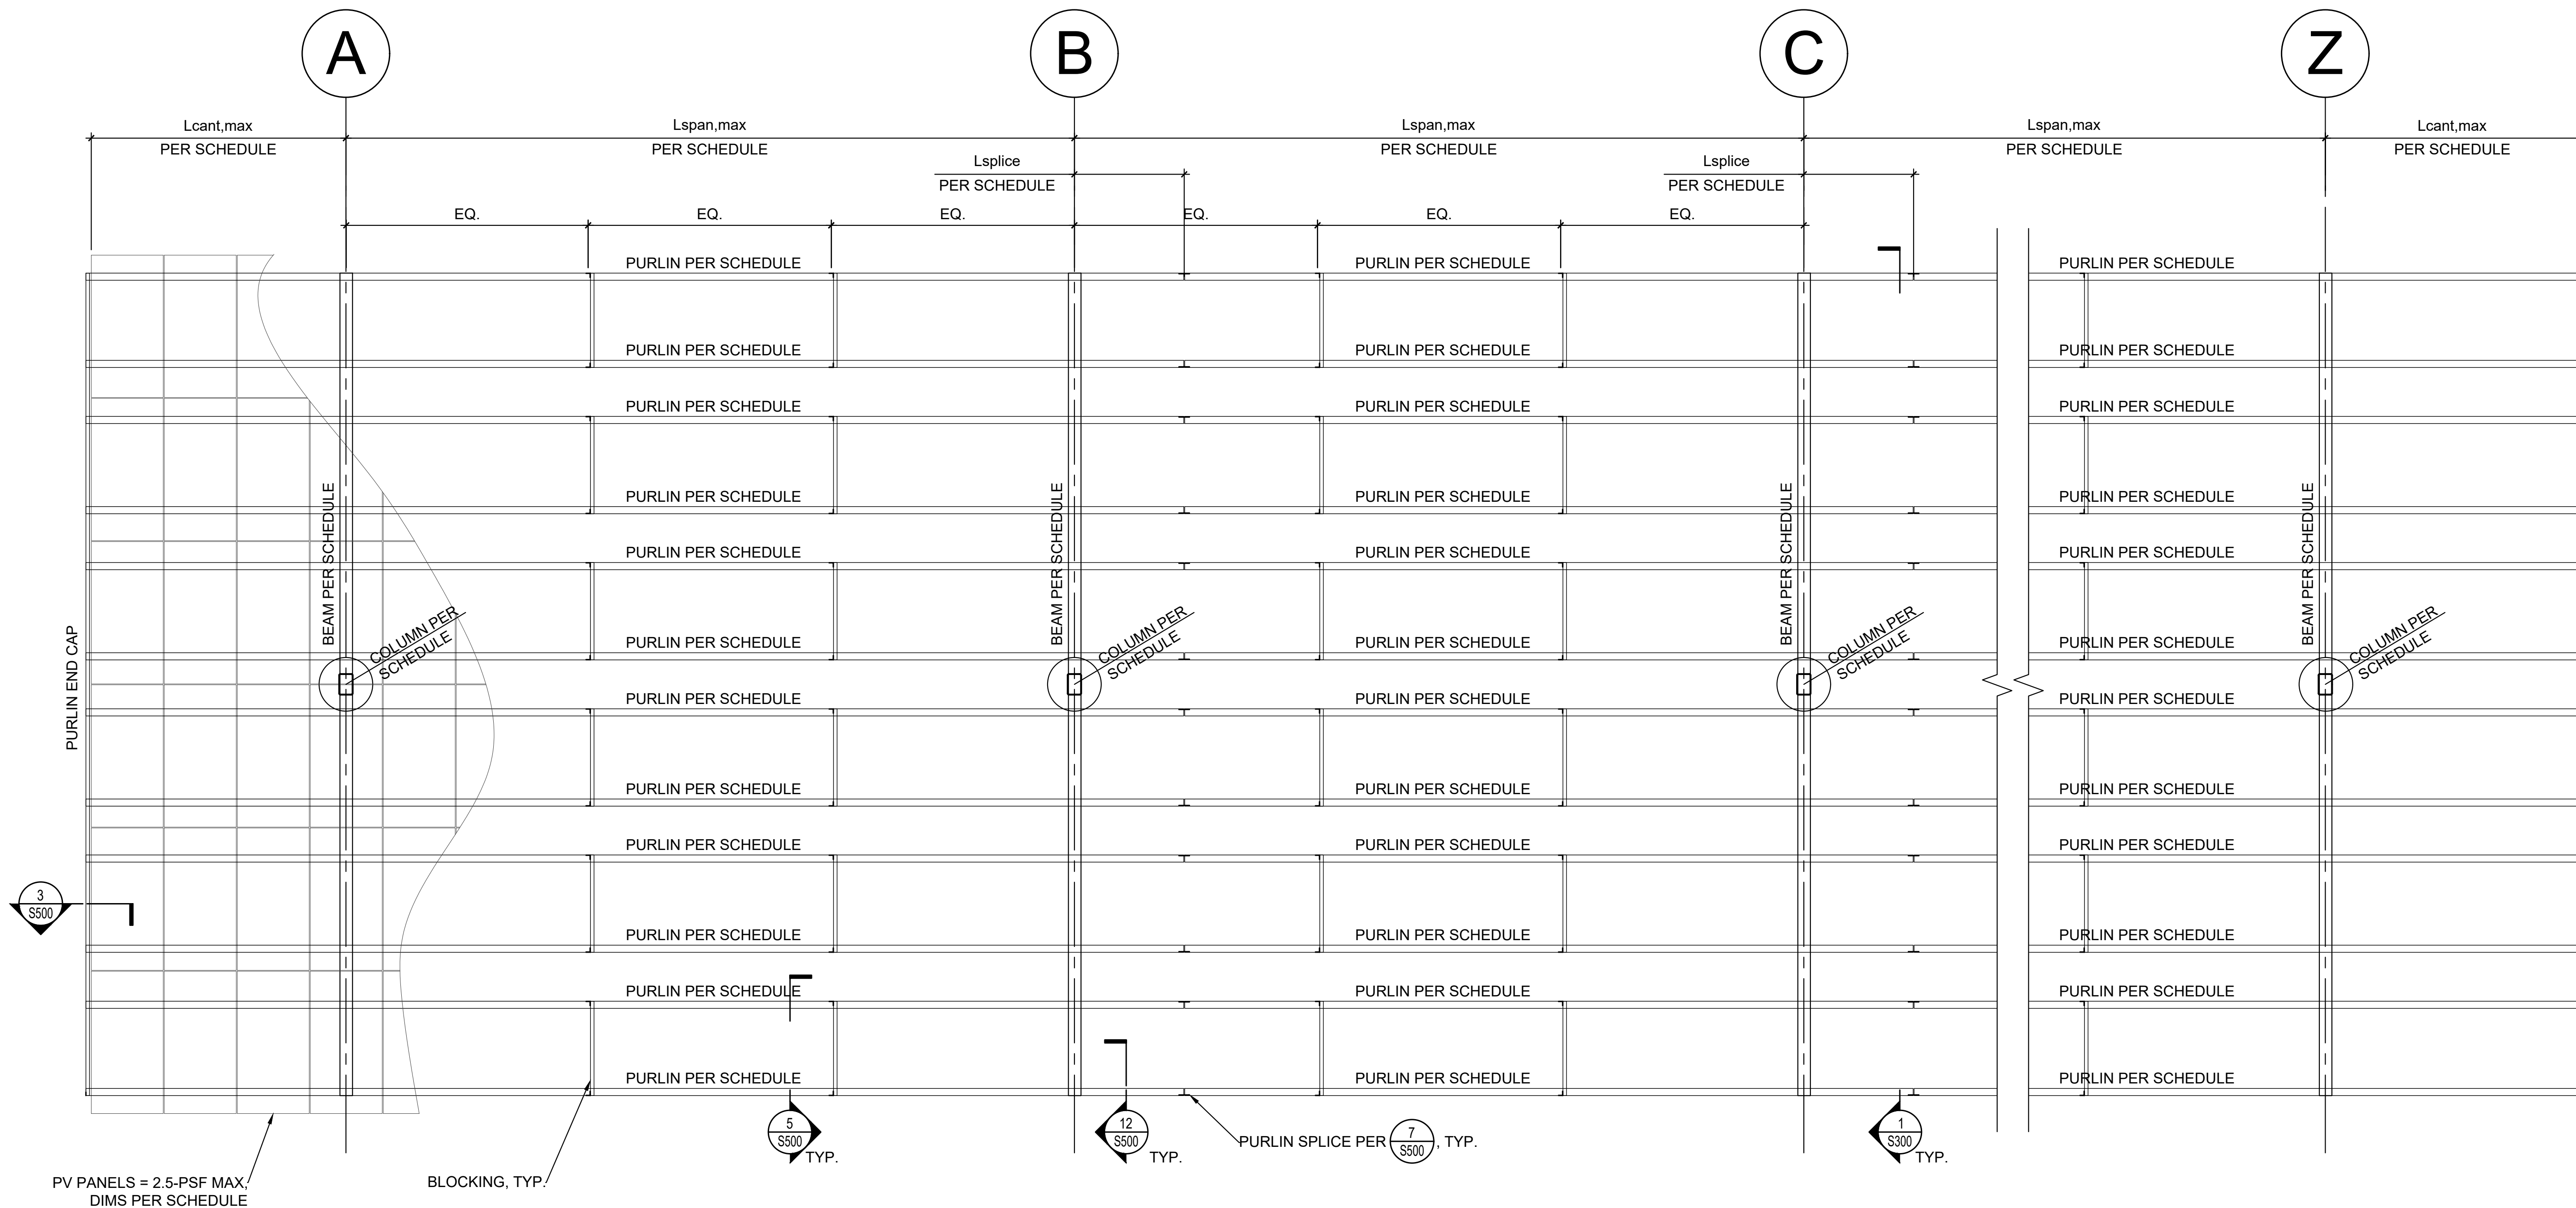 A
B
C
Z
Lcant,max
Lspan,max
Lspan,max
Lspan,max
Lcant,max
PER SCHEDULE
PER SCHEDULE
PER SCHEDULE
PER SCHEDULE
PER SCHEDULE
Lsplice
Lsplice
PER SCHEDULE
PER SCHEDULE
EQ.
EQ.
EQ.
EQ.
EQ.
EQ.
PURLIN PER SCHEDULE
PURLIN PER SCHEDULE
PURLIN PER SCHEDULE
PURLIN PER SCHEDULE
PURLIN PER SCHEDULE
PURLIN PER SCHEDULE
PURLIN PER SCHEDULE
PURLIN PER SCHEDULE
PURLIN PER SCHEDULE
PURLIN PER SCHEDULE
PURLIN PER SCHEDULE
PURLIN PER SCHEDULE
BEAM PER SCHEDULE
BEAM PER SCHEDULE
BEAM PER SCHEDULE
BEAM PER SCHEDULE
PURLIN PER SCHEDULE
PURLIN PER SCHEDULE
PURLIN PER SCHEDULE
COLUMN PER
SCHEDULE
COLUMN PER
SCHEDULE
COLUMN PER
SCHEDULE
COLUMN PER
SCHEDULE
PURLIN END CAP
PURLIN PER SCHEDULE
PURLIN PER SCHEDULE
PURLIN PER SCHEDULE
PURLIN PER SCHEDULE
PURLIN PER SCHEDULE
PURLIN PER SCHEDULE
PURLIN PER SCHEDULE
PURLIN PER SCHEDULE
PURLIN PER SCHEDULE
PURLIN PER SCHEDULE
PURLIN PER SCHEDULE
PURLIN PER SCHEDULE
3
S500
PURLIN PER SCHEDULE
PURLIN PER SCHEDULE
PURLIN PER SCHEDULE
PURLIN PER SCHEDULE
PURLIN PER SCHEDULE
PURLIN PER SCHEDULE
PURLIN PER SCHEDULE
PURLIN PER SCHEDULE
PURLIN PER SCHEDULE
5
S500
TYP.
12
S500
TYP.
PURLIN SPLICE PER 7 S500 , TYP.
1
S300
TYP.
PV PANELS = 2.5-PSF MAX,
DIMS PER SCHEDULE
BLOCKING, TYP.